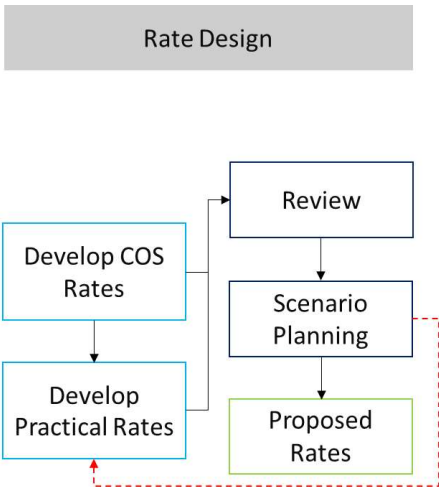 Rate Design
Develop COS
Rates
Develop
Practical Rates
Review
Scenario
Planning
Proposed
Rates